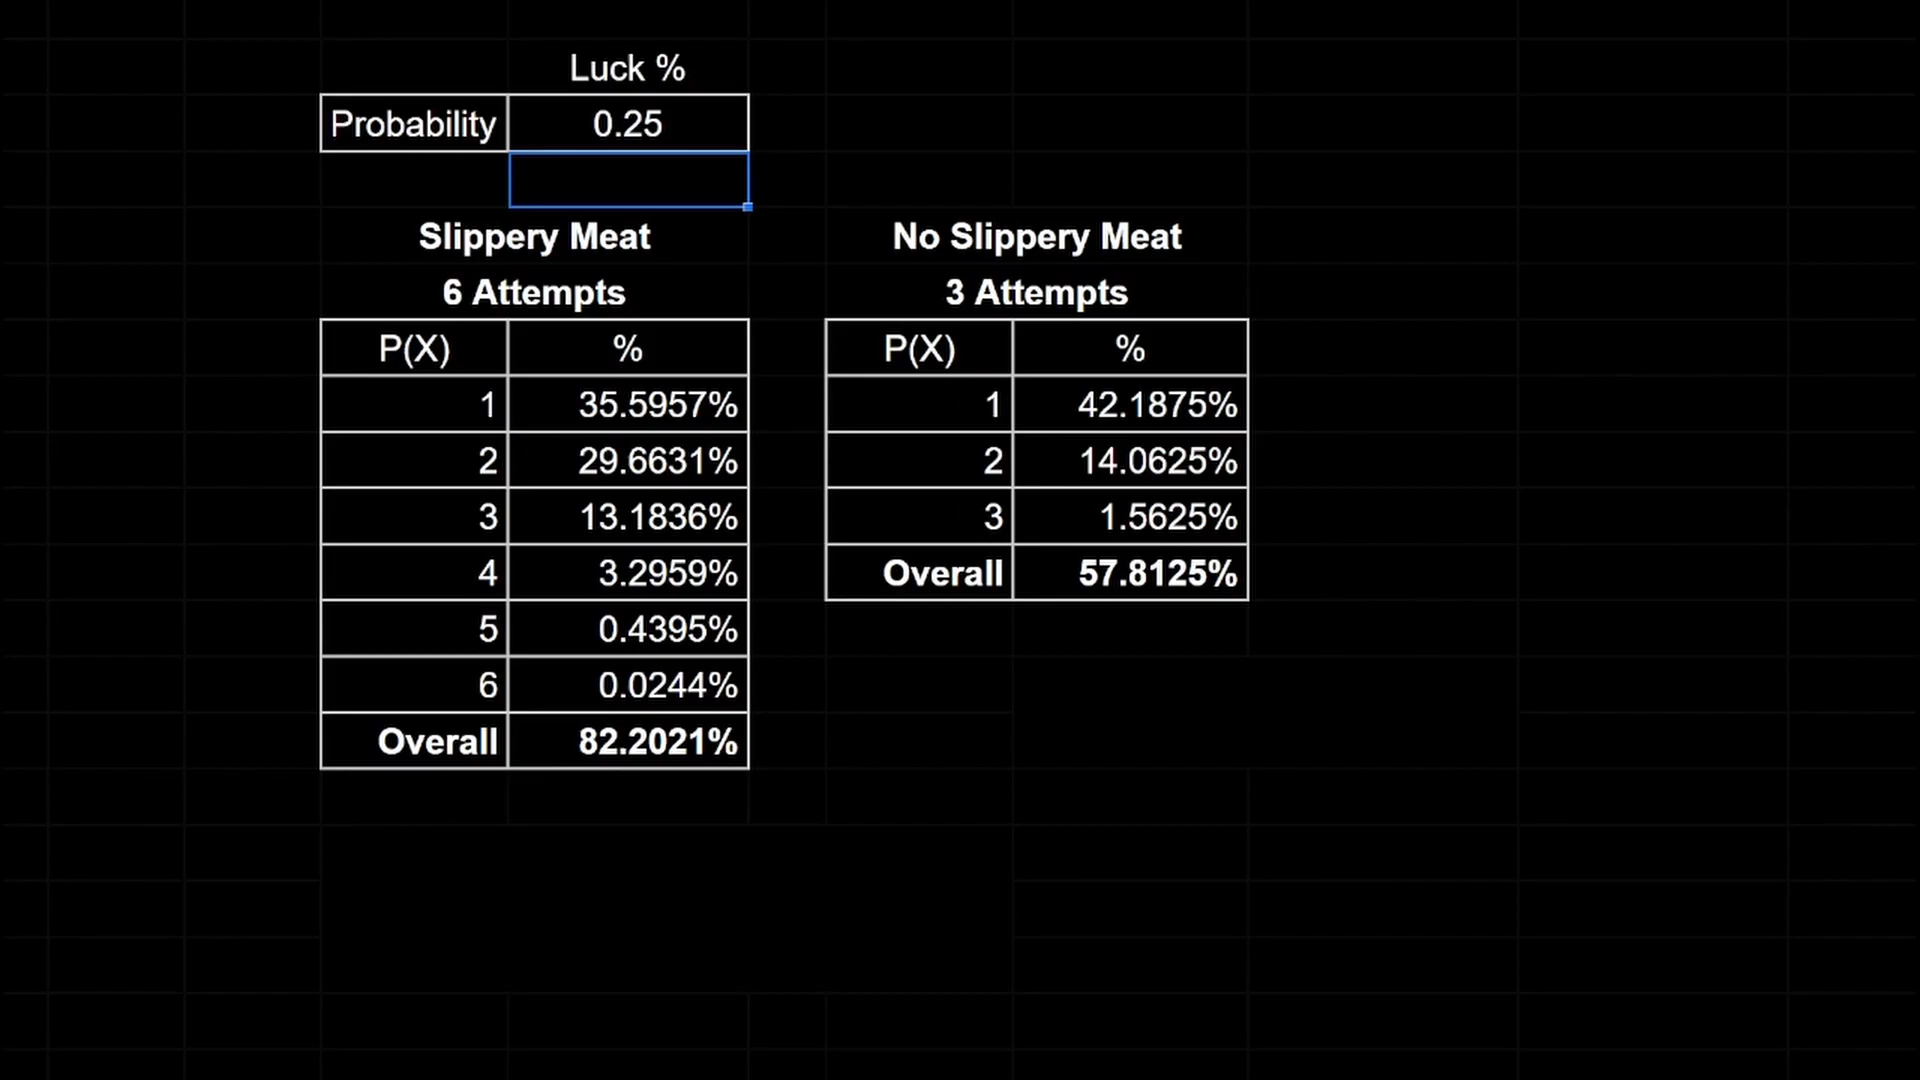 Luck %
Probability 0.25
Slippery Meat
6 Attempts
P(X) %
1 35.5957%
2 29.6631%
3 13.1836%
4 3.2959%
5 0.4395%
6 0.0244%
Overall 82.2021%
No Slippery Meat
3 Attempts
P(X) %
1 42.1875%
2 14.0625%
3 1.5625%
Overall 57.8125%